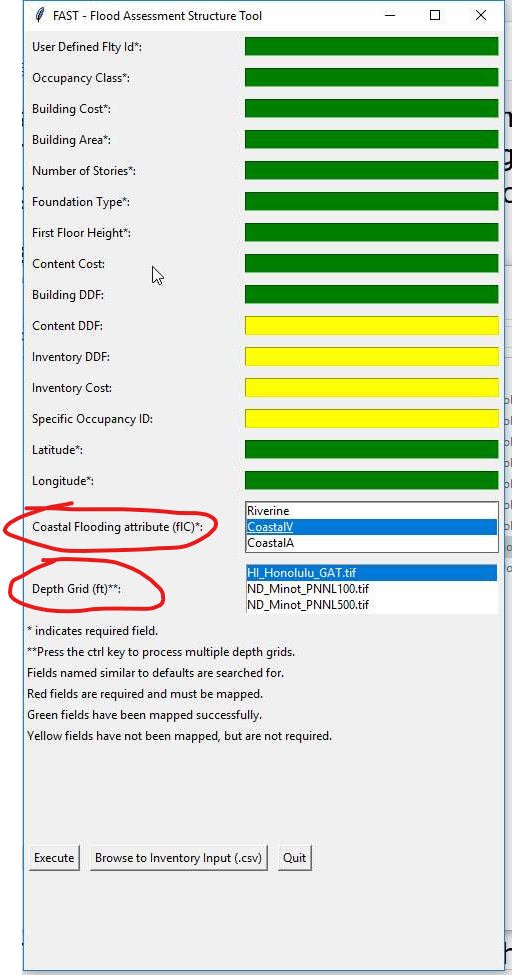 FAST - Flood Assessment Structure Tool
User Defined Flty Id*:
Occupancy Class*:
Building Cost*:
Building Area*:
Number of Stories*:
Foundation Type*:
First Floor Height*:
Content Cost:
Building DDF:
Content DDF:
Inventory DDF:
Inventory Cost:
Specific Occupancy ID:
Latitude*:
Longitude*:
Coastal Flooding attribute (flC)*:
Riverine
CoastalV
CoastalA
Depth Grid (ft)**:
HI_Honolulu_GAT.tif
ND_Minot_PNNL100.tif
ND_Minot_PNNL500.tif
* indicates required field.
**Press the ctrl key to process multiple depth grids.
Fields named similar to defaults are searched for.
Red fields are required and must be mapped.
Green fields have been mapped successfully.
Yellow fields have not been mapped, but are not required.
Execute Browse to Inventory Input (.csv) Quit